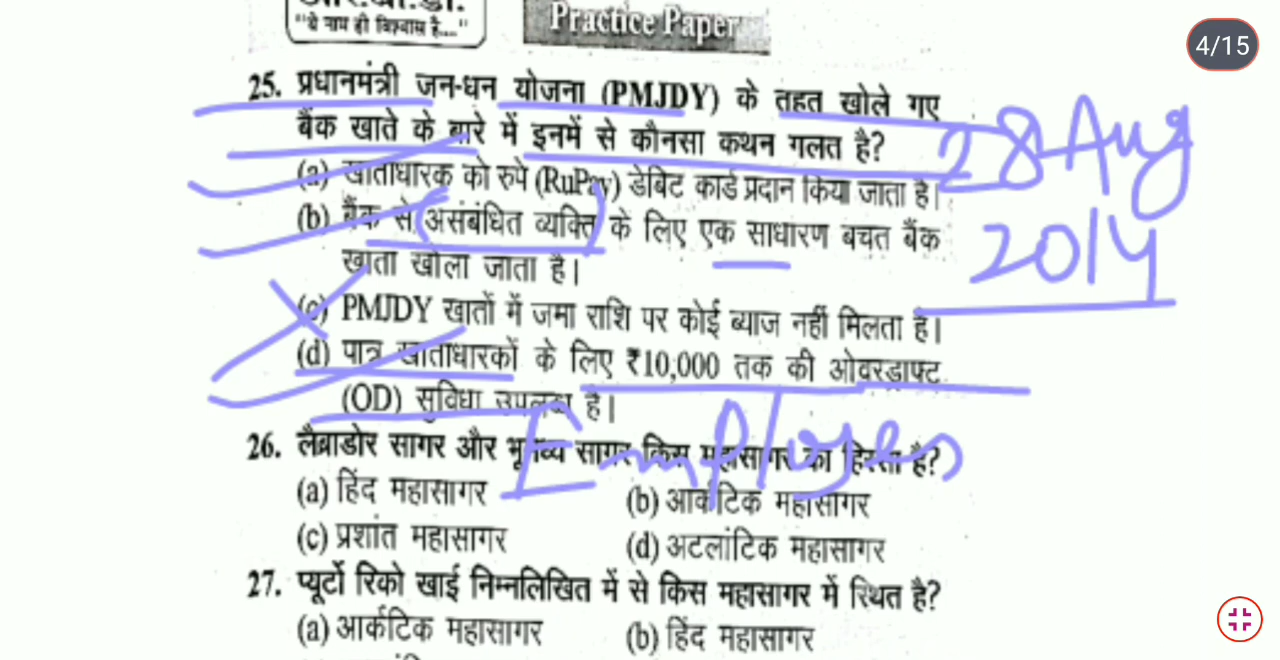 "ये नाम ही विश्वास है...."
Practice Paper
4/15
25. प्रधानमंत्री जन-धन योजना (PMJDY) के तहत खोले गए
बैंक खाते के बारे में इनमें से कौनसा कथन गलत है?
28 Aug
2014
(a) खाताधारक को रुपे (RuPay) डेबिट कार्ड प्रदान किया जाता है।
(b) बैंक से असंबंधित व्यक्ति के लिए एक साधारण बचत बैंक
खाता खोला जाता है।
(c) PMJDY खातों में जमा राशि पर कोई ब्याज नहीं मिलता है।
(d) पात्र खाताधारकों के लिए ₹10,000 तक की ओवरड्राफ्ट
(OD) सुविधा उपलब्ध है।
26. लैब्राडोर सागर और भूमध्य सागर किस महासागर का हिस्सा है?
(a) हिंद महासागर (b) आर्कटिक महासागर
(c) प्रशांत महासागर (d) अटलांटिक महासागर
27. प्यूर्टो रिको खाई निम्नलिखित में से किस महासागर में स्थित है?
(a) आर्कटिक महासागर (b) हिंद महासागर